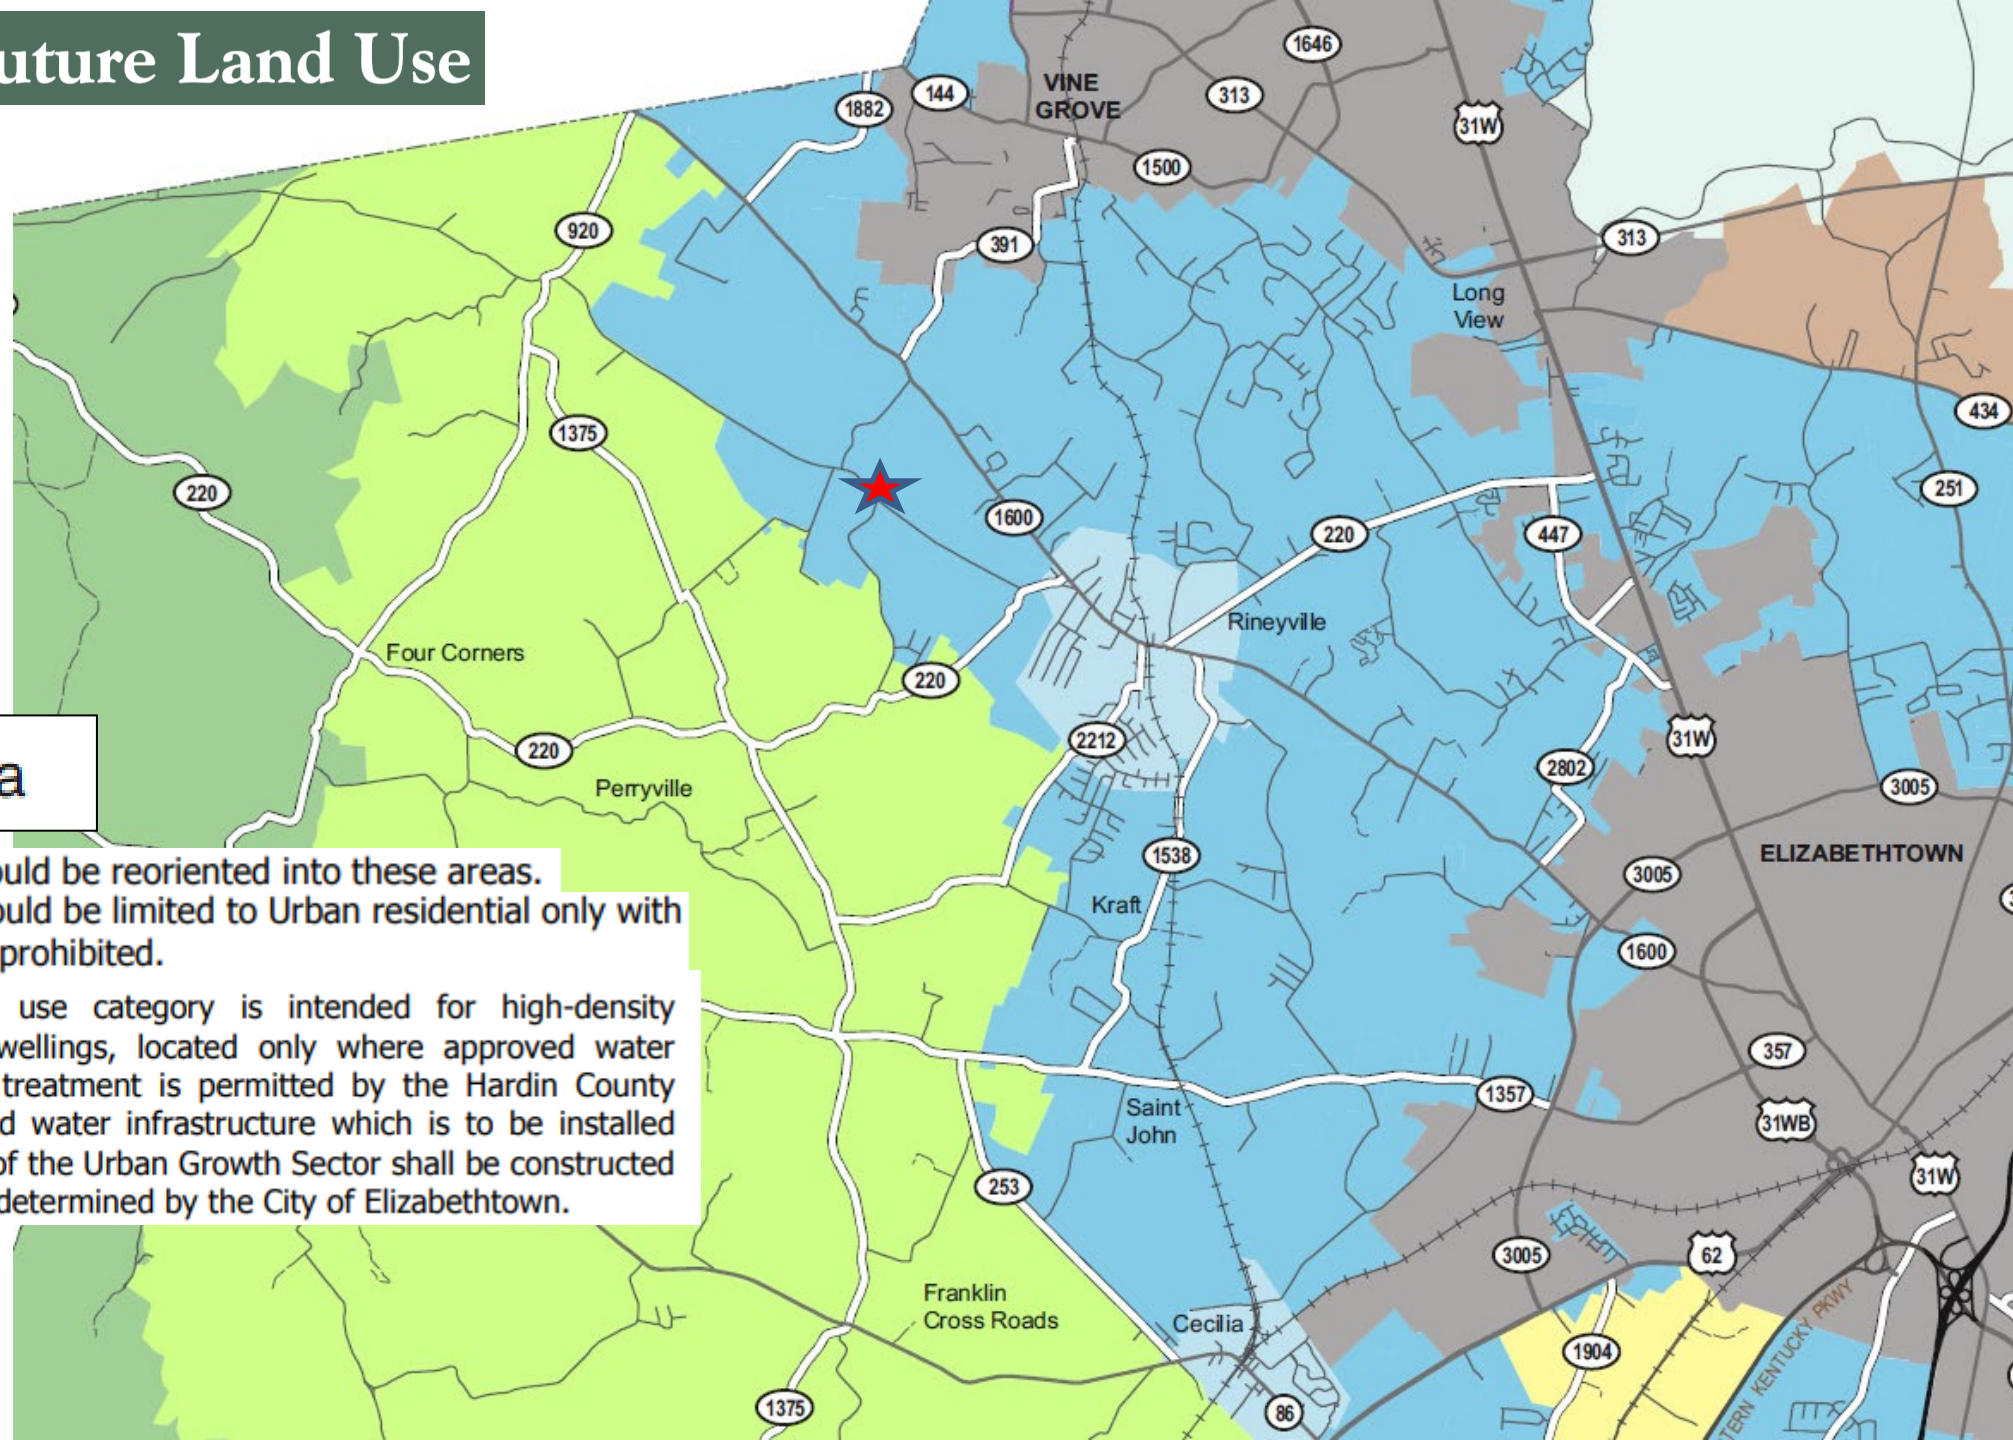 uture Land Use
1646
144
VINE
GROVE
313
1882
31W
1500
920
391
313
Long
View
434
1375
220
251
1600
220
447
Rineyville
Four Corners
220
2212
31W
220
2802
Perryville
3005
a
1538
ELIZABETHTOWN
3005
ould be reoriented into these areas.
ould be limited to Urban residential only with
prohibited.
Kraft
1600
use category is intended for high-density
wellings, located only where approved water
treatment is permitted by the Hardin County
d water infrastructure which is to be installed
of the Urban Growth Sector shall be constructed
determined by the City of Elizabethtown.
357
1357
Saint
John
31WB
31W
253
3005
62
Franklin
Cross Roads
Cecilia
1904
TERN KENTUCKY PKWY
1375
86